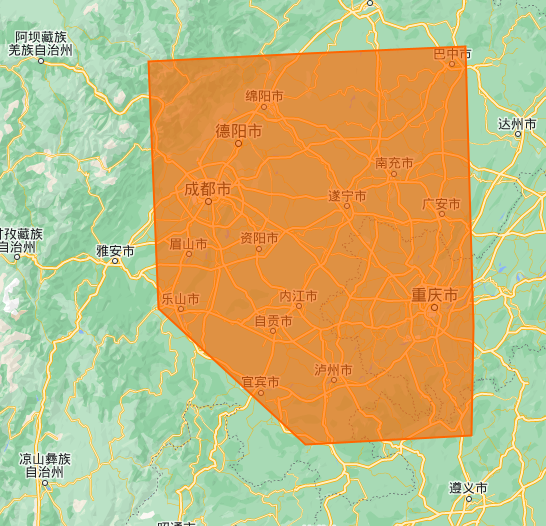 阿坝藏族
羌族自治州
巴中市
绵阳市
达州市
德阳市
南充市
成都市
遂宁市
广安市
甘孜藏族
自治州
眉山市
资阳市
雅安市
乐山市
内江市
重庆市
自贡市
泸州市
宜宾市
凉山彝族
自治州
遵义市
昭通市